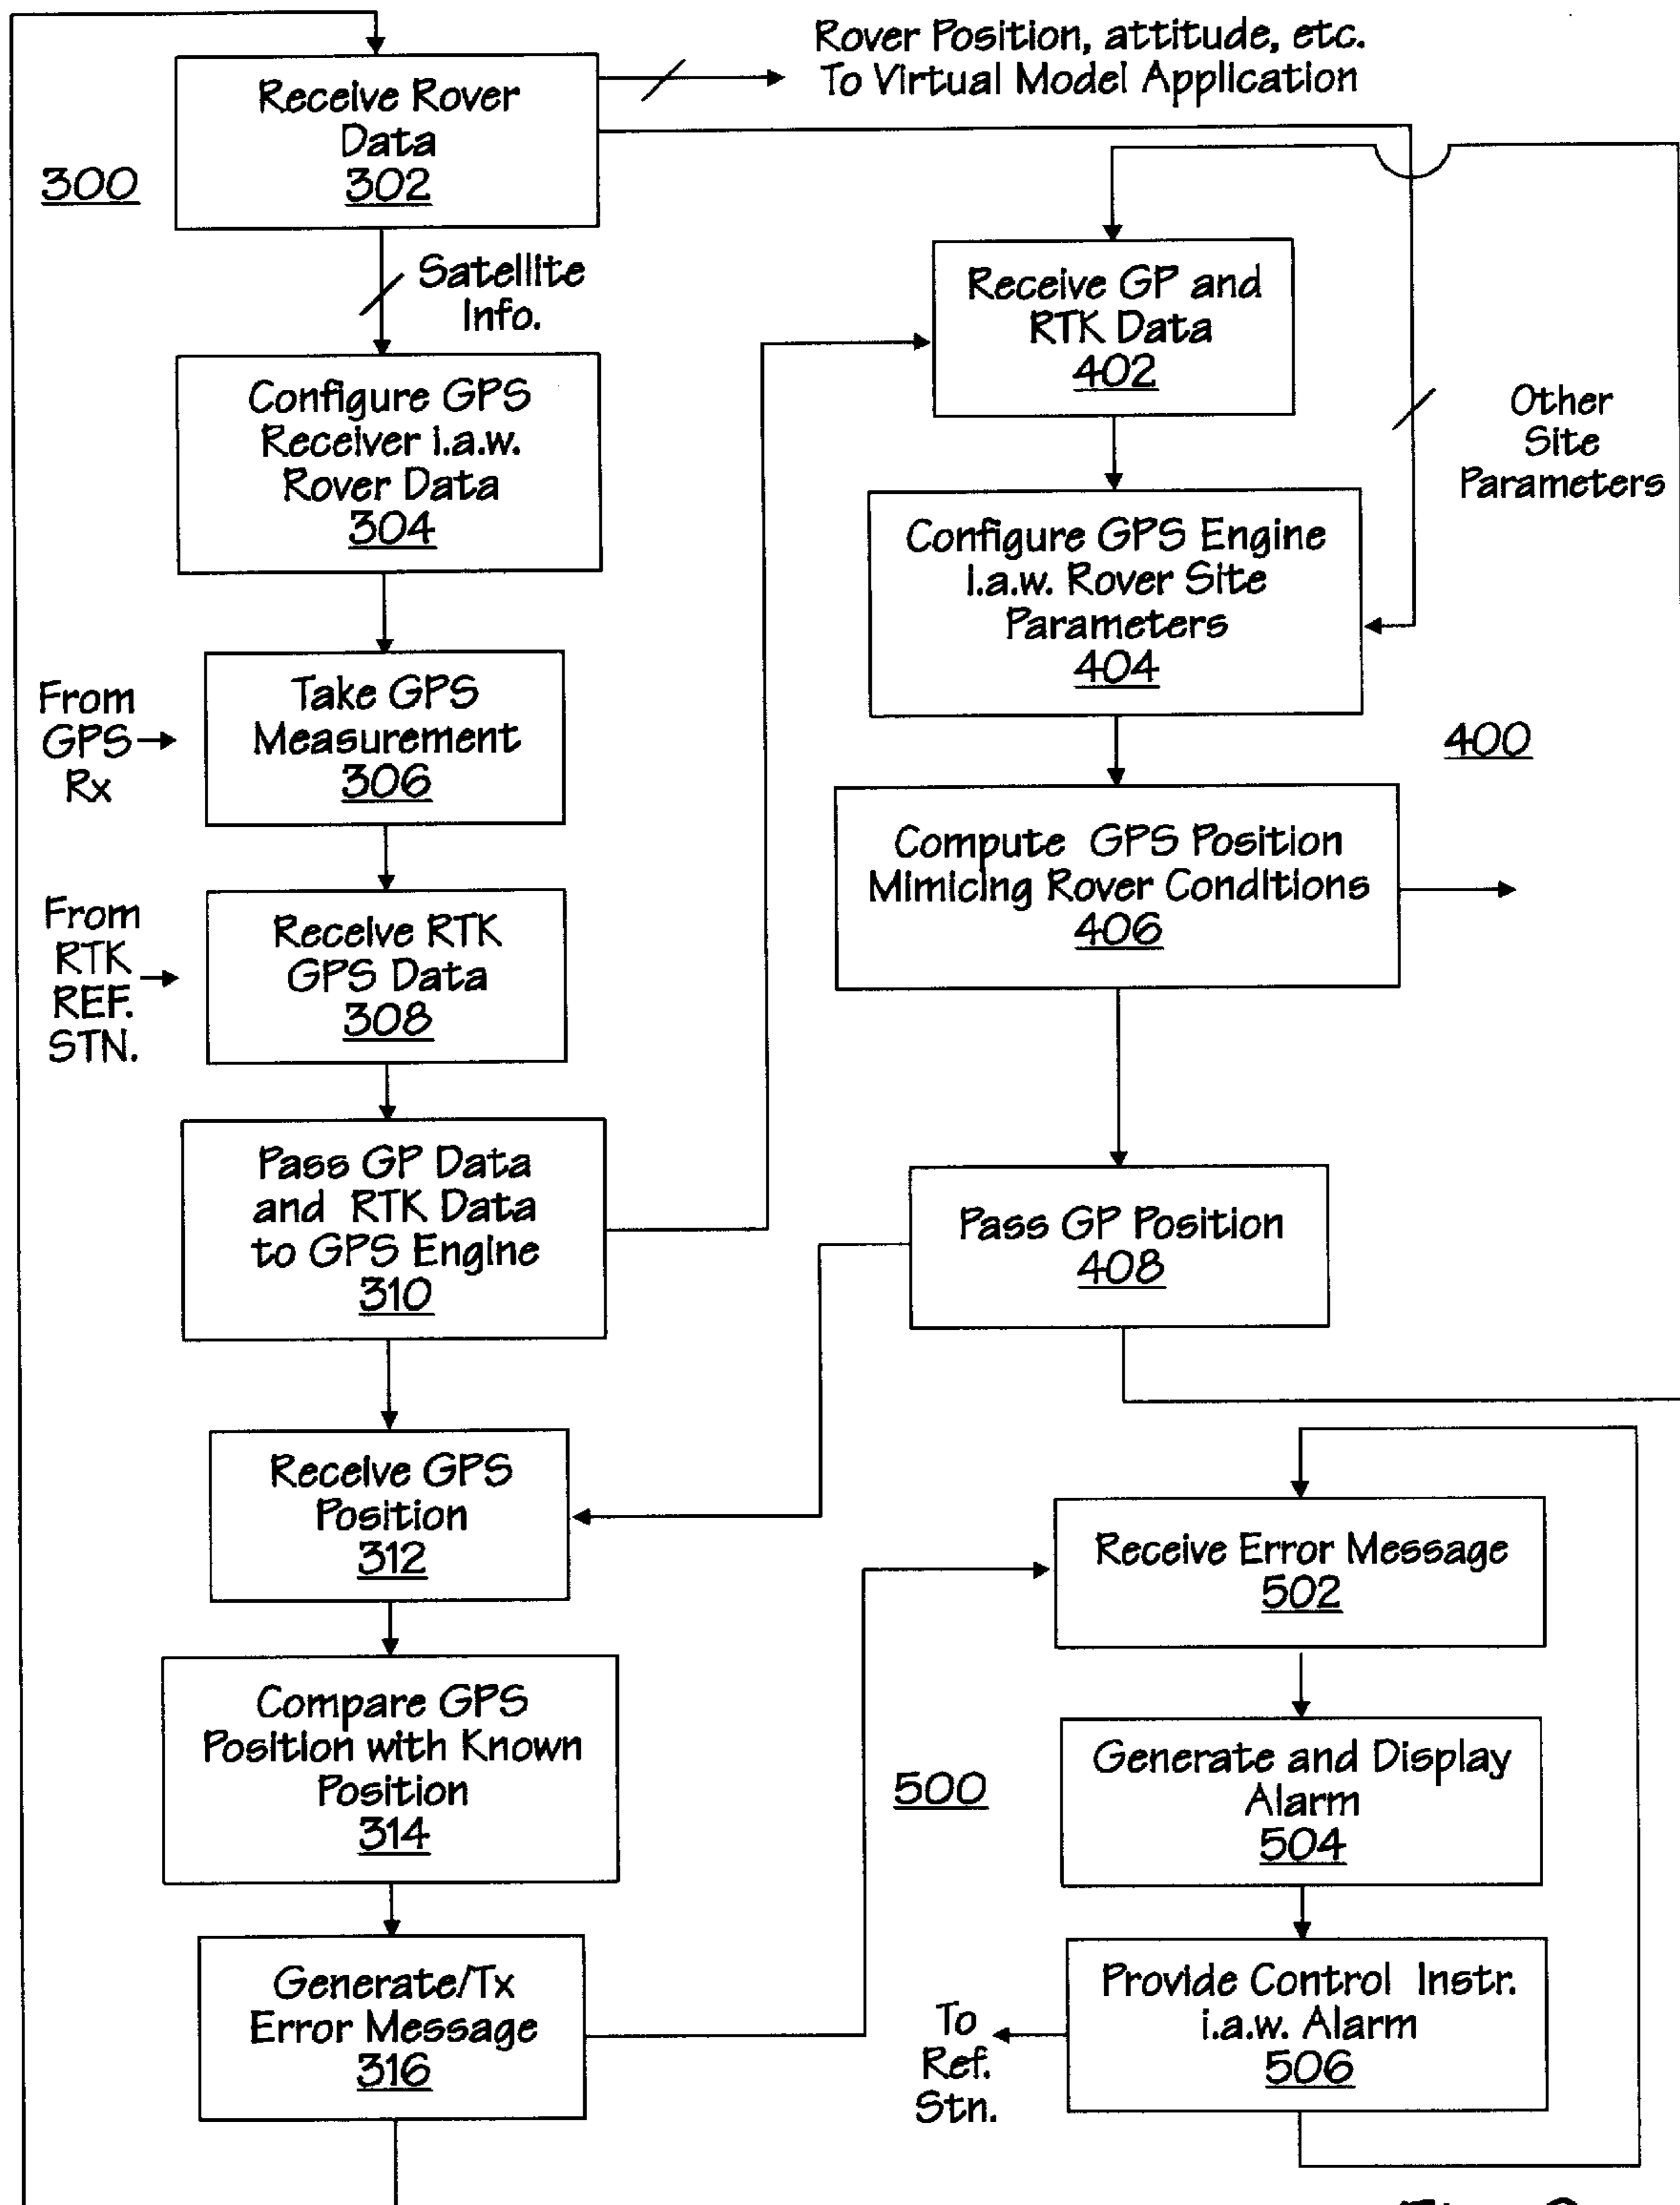 Rover Position, attitude, etc.
To Virtual Model Application
Receive Rover
Data
302
300
Satellite
Info.
Configure GPS
Receiver i.a.w.
Rover Data
304
From
GPS
Rx
Take GPS
Measurement
306
From
RTK
REF.
STN.
Receive RTK
GPS Data
308
Pass GP Data
and RTK Data
to GPS Engine
310
Receive GPS
Position
312
Compare GPS
Position with Known
Position
314
Generate/Tx
Error Message
316
Receive GP and
RTK Data
402
Other
Site
Parameters
Configure GPS Engine
i.a.w. Rover Site
Parameters
404
400
Compute GPS Position
Mimicing Rover Conditions
406
Pass GP Position
408
Receive Error Message
502
500
Generate and Display
Alarm
504
Provide Control Instr.
i.a.w. Alarm
506
To
Ref.
Stn.